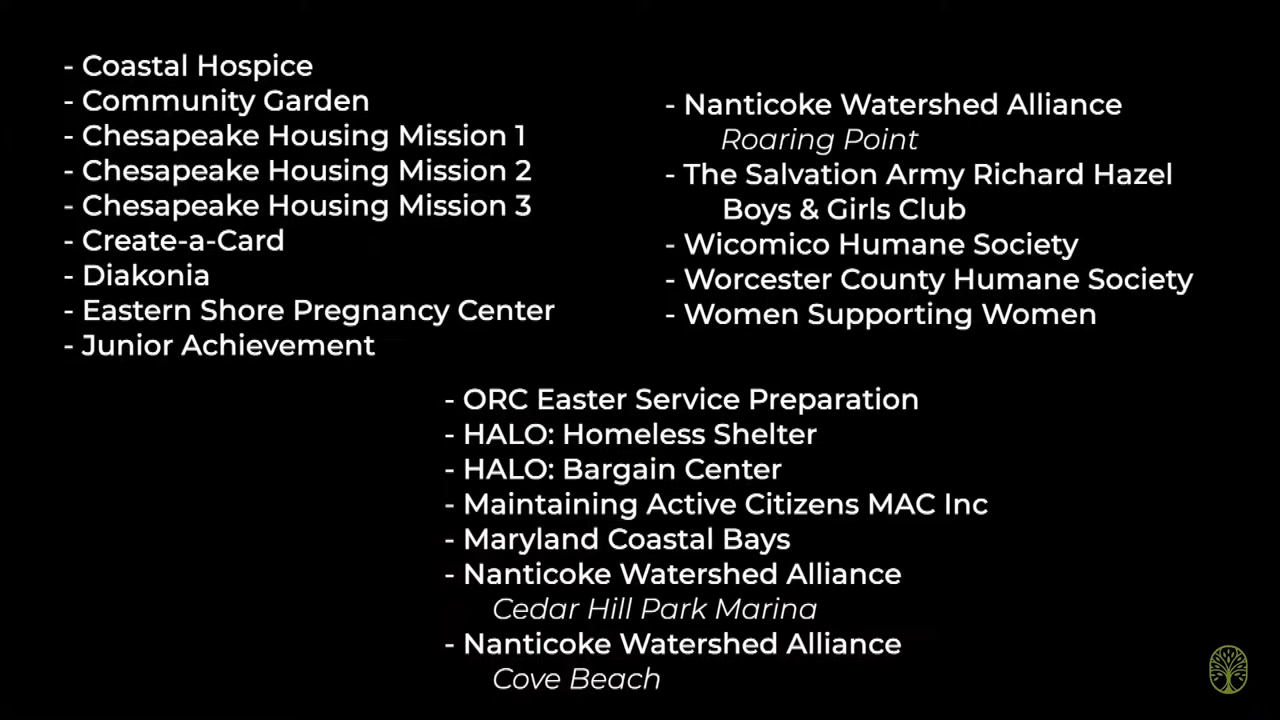 - Coastal Hospice
- Community Garden
- Chesapeake Housing Mission 1
- Chesapeake Housing Mission 2
- Chesapeake Housing Mission 3
- Create-a-Card
- Diakonia
- Eastern Shore Pregnancy Center
- Junior Achievement
- Nanticoke Watershed Alliance
Roaring Point
- The Salvation Army Richard Hazel
Boys & Girls Club
- Wicomico Humane Society
- Worcester County Humane Society
- Women Supporting Women
- ORC Easter Service Preparation
- HALO: Homeless Shelter
- HALO: Bargain Center
- Maintaining Active Citizens MAC Inc
- Maryland Coastal Bays
- Nanticoke Watershed Alliance
Cedar Hill Park Marina
- Nanticoke Watershed Alliance
Cove Beach